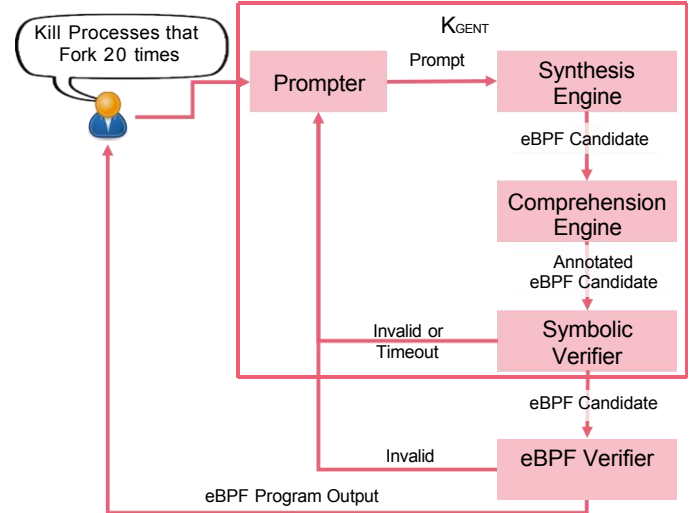 Kill Processes that
Fork 20 times
KGENT
Prompter
Prompt
Synthesis
Engine
eBPF Candidate
Comprehension
Engine
Annotated
eBPF Candidate
Invalid or
Timeout
Symbolic
Verifier
eBPF Candidate
Invalid
eBPF Verifier
eBPF Program Output